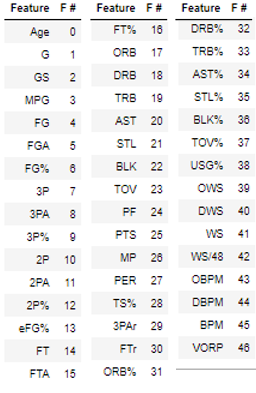 Feature F #
Age 0
G 1
GS 2
MPG 3
FG 4
FGA 5
FG% 6
3P 7
3PA 8
3P% 9
2P 10
2PA 11
2P% 12
eFG% 13
FT 14
FTA 15
Feature F #
FT% 16
ORB 17
DRB 18
TRB 19
AST 20
STL 21
BLK 22
TOV 23
PF 24
PTS 25
MP 26
PER 27
TS% 28
3PAr 29
FTr 30
ORB% 31
Feature F #
DRB% 32
TRB% 33
AST% 34
STL% 35
BLK% 36
TOV% 37
USG% 38
OWS 39
DWS 40
WS 41
WS/48 42
OBPM 43
DBPM 44
BPM 45
VORP 46